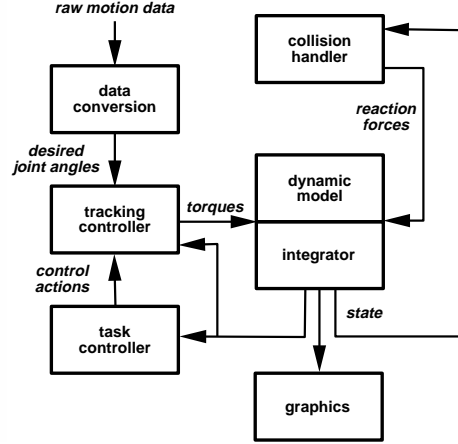 raw motion data
collision
handler
data
conversion
reaction
forces
desired
joint angles
dynamic
model
tracking
controller
torques
integrator
control
actions
state
task
controller
graphics